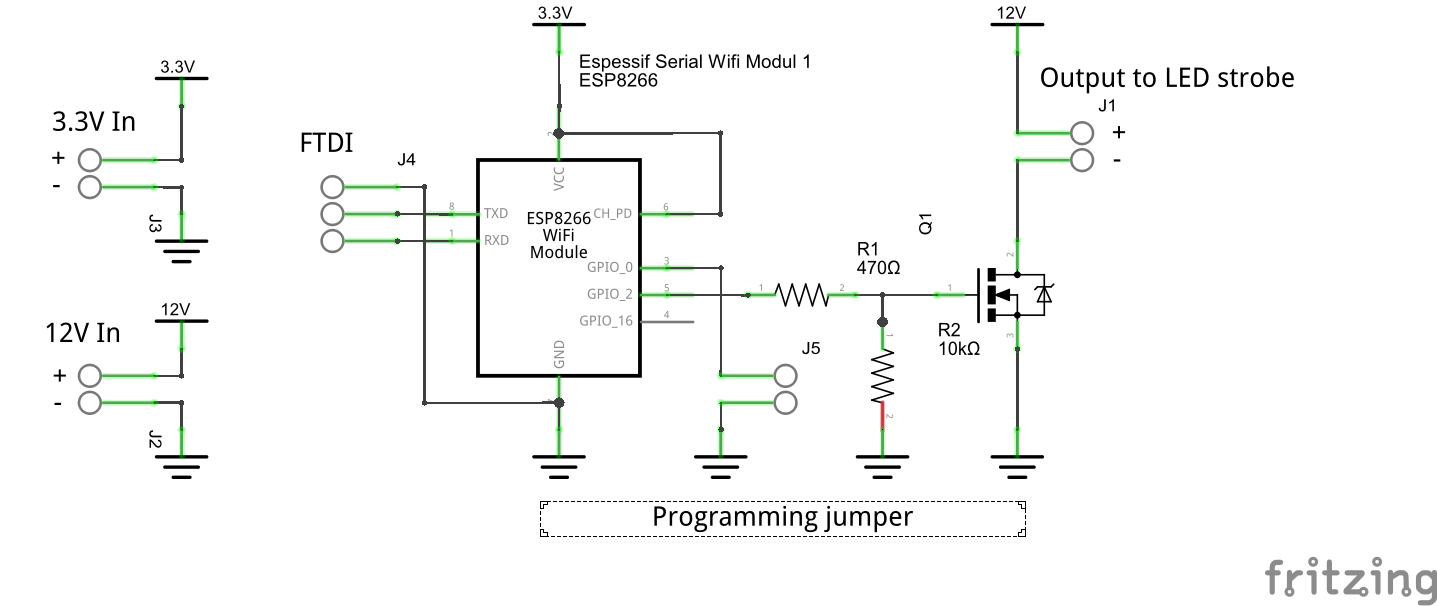 3.3V
3.3V In
+
-
J3
12V
12V In
+
-
J2
FTDI
J4
3.3V
Espessif Serial Wifi Modul 1
ESP8266
2
VCC
8
TXD
1
RXD
ESP8266
WiFi
Module
CH_PD
6
GPIO_0
3
GPIO_2
5
GPIO_16
4
GND
J5
1
2
R1
470Ω
1
2
R2
10kΩ
Q1
1
2
3
12V
Output to LED strobe
J1
+
-
Programming jumper
fritzing